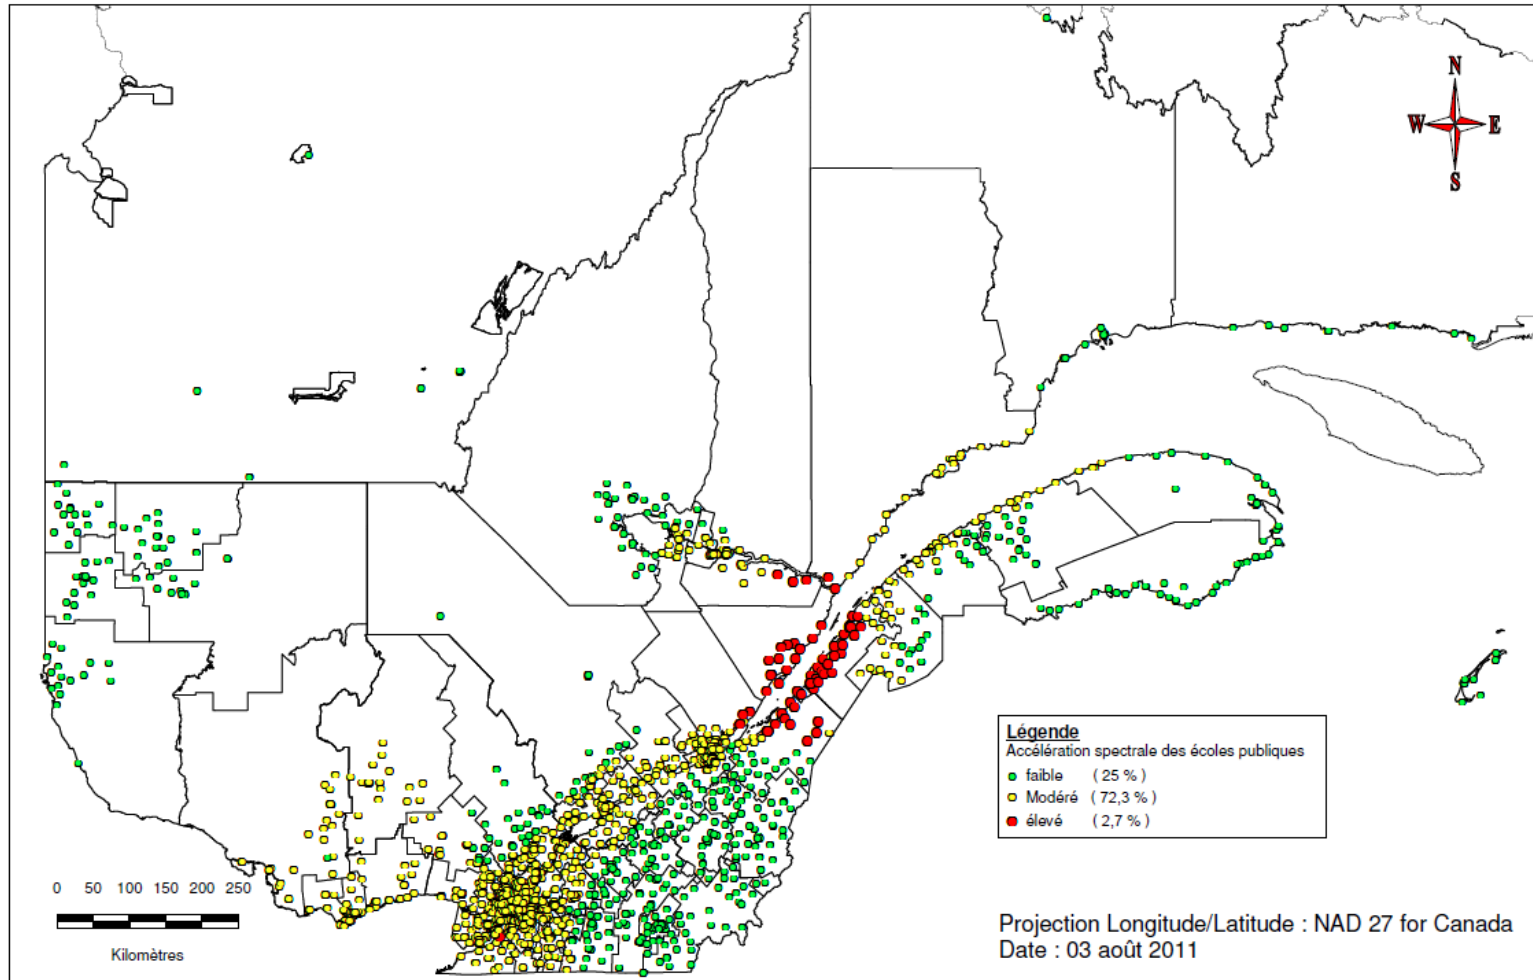 N
W E
S
Légende
Accélération spectrale des écoles publiques
faible ( 25 % )
Modéré ( 72,3 % )
élevé ( 2,7 % )
0 50 100 150 200 250
Kilomètres
Projection Longitude/Latitude : NAD 27 for Canada
Date : 03 août 2011